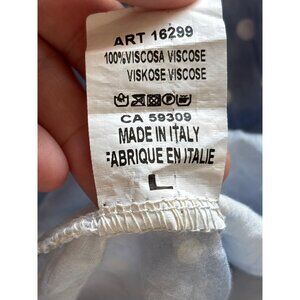 ART 16299
100%VISCOSA VISCOSE
VISKOSE VISCOSE
CA 59309
MADE IN ITALY
FABRIQUE EN ITALIE
L